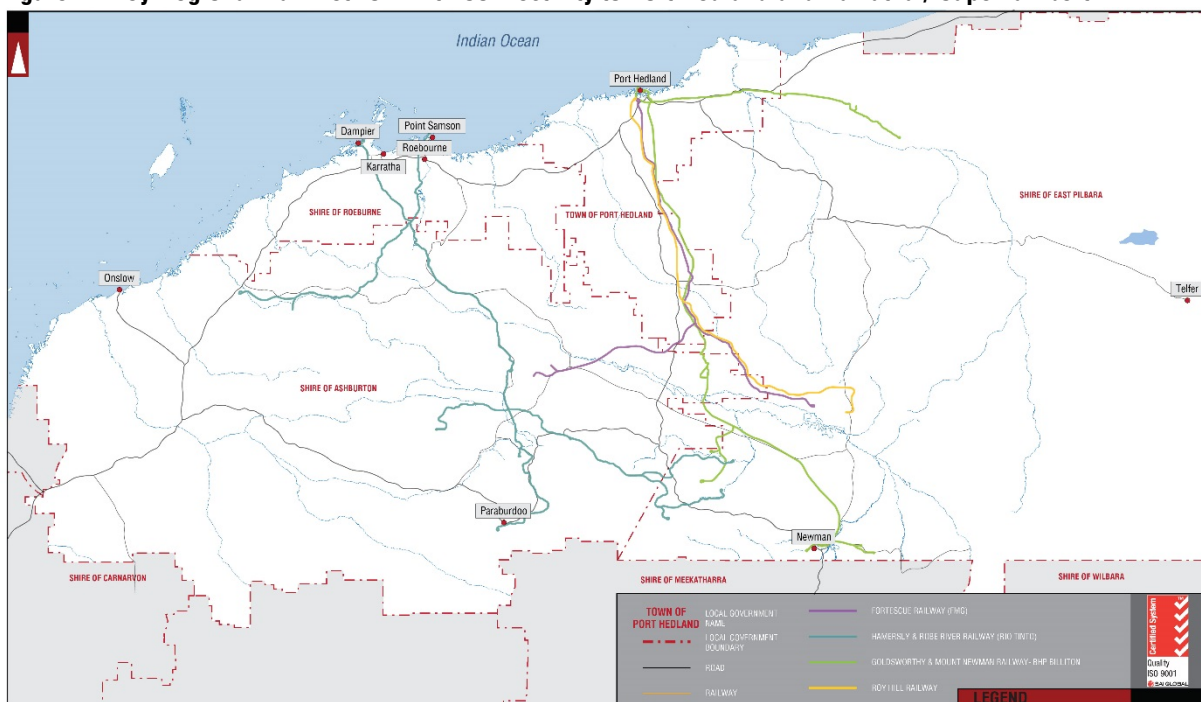 Indian Ocean
Port Hedland
Dampier
Point Samson
Roebourne
Karratha
SHIRE OF EAST PILBARA
SHIRE OF ROEBURNE
TOWN OF PORT HEDLAND
Onslow
Telfer
SHIRE OF ASHBURTON
Paraburdoo
Newman
SHIRE OF CARNARVON
SHIRE OF MEEKATHARRA
SHIRE OF WILBARA
TOWN OF
PORT HEDLAND
LOCAL GOVERNMENT
NAME
LOCAL GOVERNMENT
BOUNDARY
ROAD
RAILWAY
FORTESCUE RAILWAY (FMG)
HAMERSLY & ROBE RIVER RAILWAY (RIO TINTO)
GOLDSWORTHY & MOUNT NEWMAN RAILWAY- BHP BILLITON
ROY HILL RAILWAY
Certified System
Quality
ISO 9001
SAI GLOBAL
LEGEND